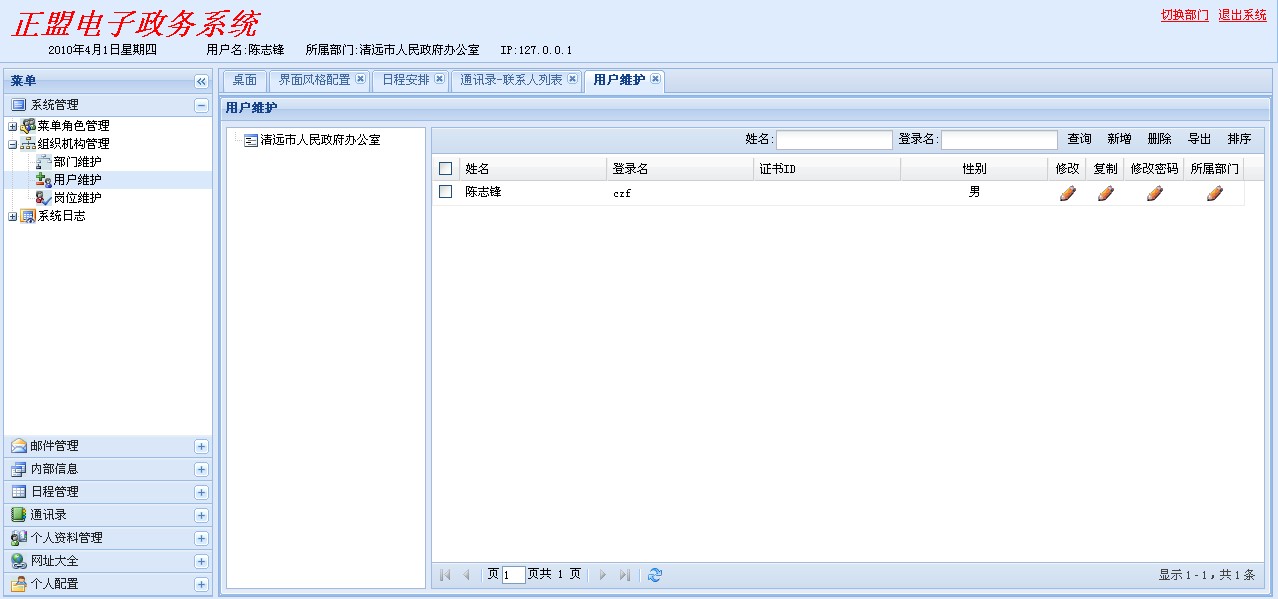 正盟电子政务系统
切换部门 退出系统
2010年4月1日星期四 用户名:陈志锋 所属部门:清远市人民政府办公室 IP:127.0.0.1
菜单
系统管理
菜单角色管理
组织机构管理
部门维护
用户维护
岗位维护
系统日志
邮件管理
内部信息
日程管理
通讯录
个人资料管理
网址大全
个人配置
桌面 界面风格配置 日程安排 通讯录-联系人列表 用户维护
用户维护
清远市人民政府办公室
姓名: 登录名: 查询 新增 删除 导出 排序
姓名 登录名 证书ID 性别 修改 复制 修改密码 所属部门
陈志锋 czf 男
页 1 页共 1 页
显示 1 - 1，共 1 条